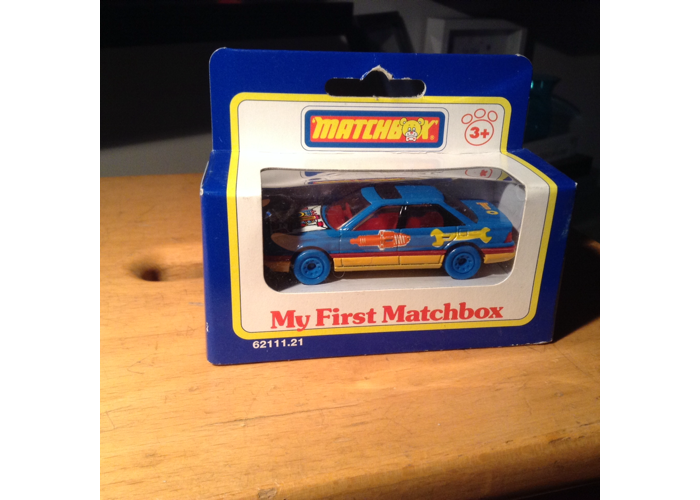 MATCHBOX
3+
My First Matchbox
62111.21